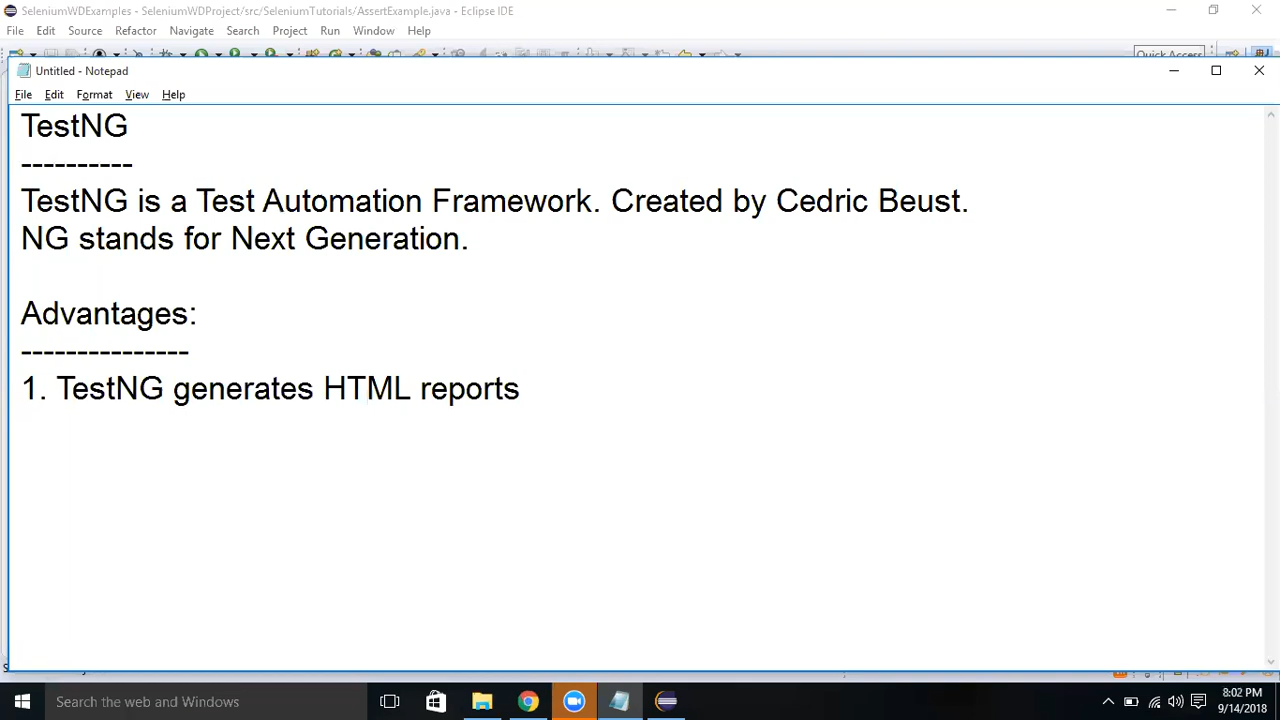 SeleniumWDExamples - SeleniumWDProject/src/SeleniumTutorials/AssertExample.java - Eclipse IDE
File Edit Source Refactor Navigate Search Project Run Window Help
Quick Access
Untitled - Notepad
File Edit Format View Help
TestNG
----------
TestNG is a Test Automation Framework. Created by Cedric Beust.
NG stands for Next Generation.
Advantages:
---------------
1. TestNG generates HTML reports
Search the web and Windows
8:02 PM
9/14/2018